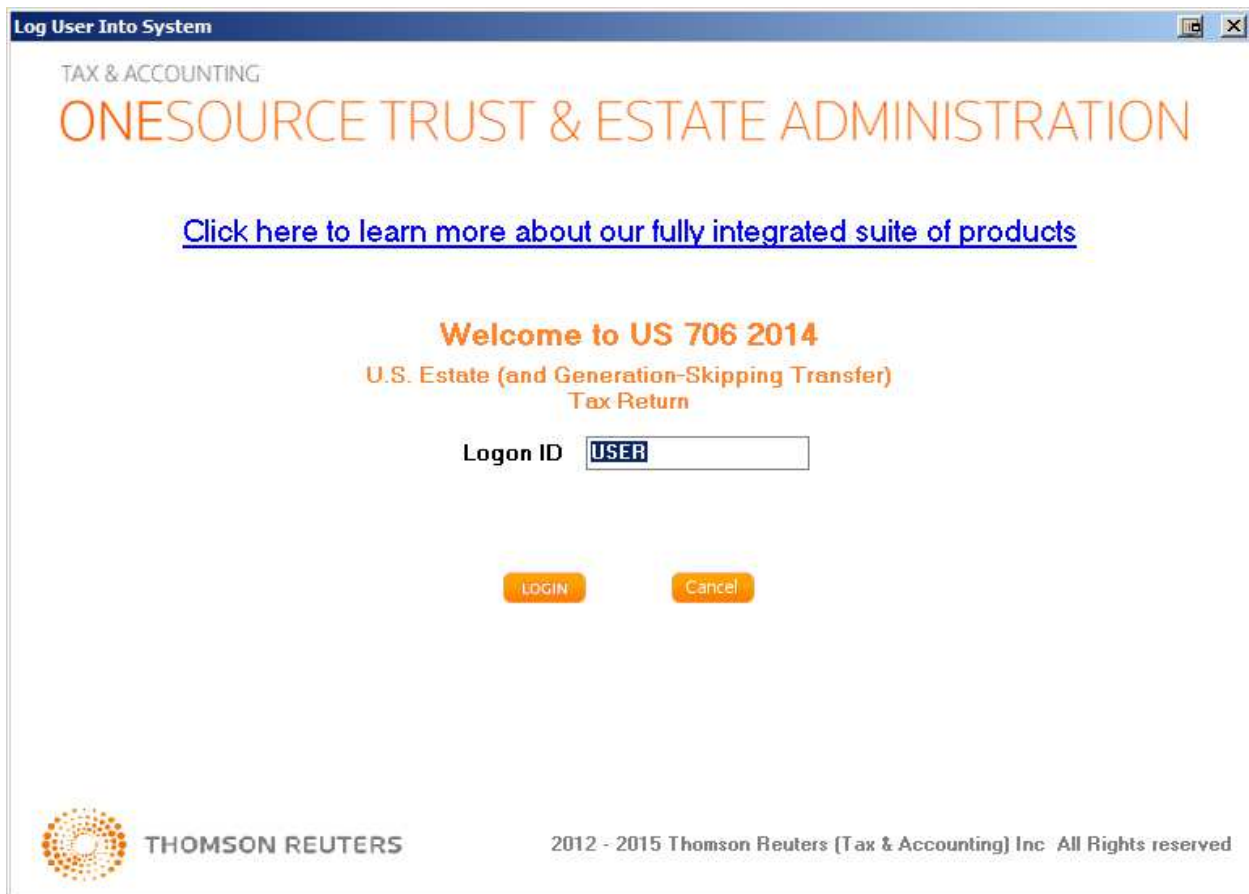 Log User Into System
TAX & ACCOUNTING
ONESOURCE TRUST & ESTATE ADMINISTRATION
Click here to learn more about our fully integrated suite of products
Welcome to US 706 2014
U.S. Estate (and Generation-Skipping Transfer)
Tax Return
Logon ID USER
LOGIN Cancel
THOMSON REUTERS 2012 - 2015 Thomson Reuters (Tax & Accounting) Inc All Rights reserved